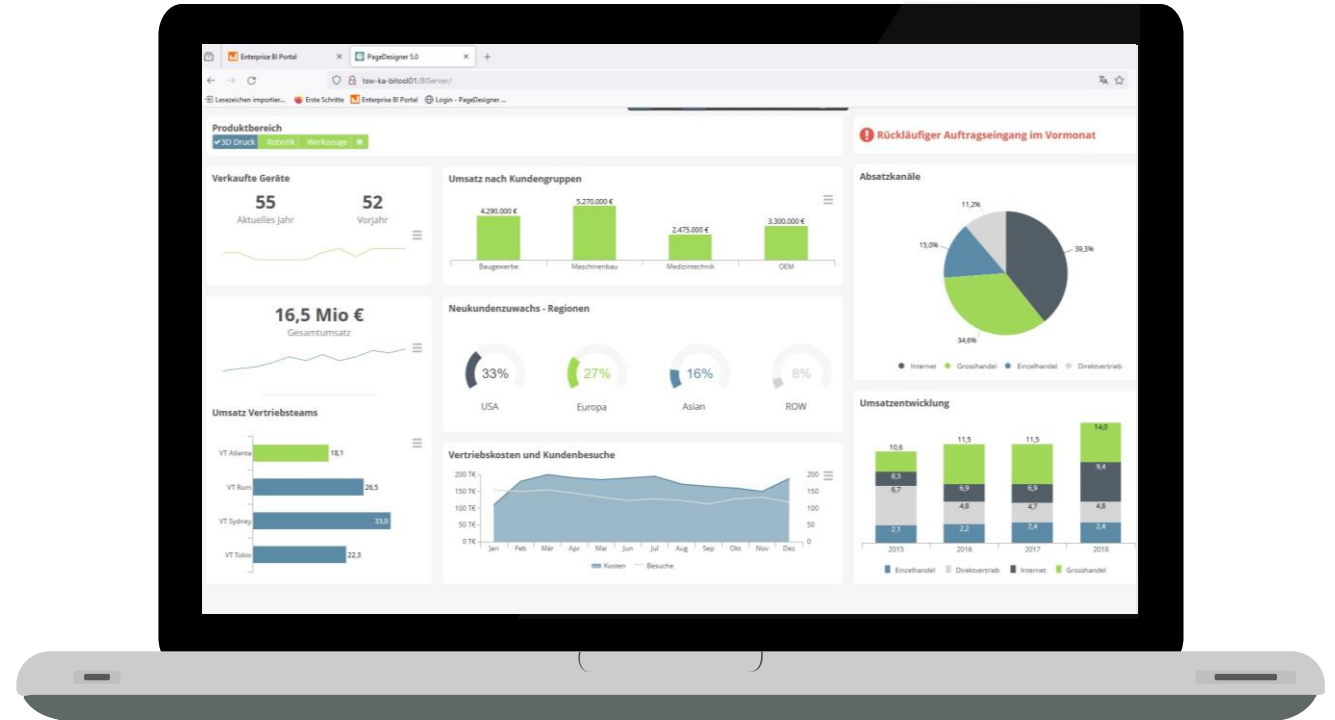 Enterprise BI Portal
PageDesigner 5.0
tsw-ka-bitool01/BIServer/
Lesezeichen importier... Erste Schritte Enterprise BI Portal Login - PageDesigner ...
Produktbereich
3D Druck Robotik Werkzeuge
Rückläufiger Auftragseingang im Vormonat
Verkaufte Geräte
55 52
Aktuelles Jahr Vorjahr
Umsatz nach Kundengruppen
4.290.000 € 5.270.000 € 2.475.000 € 3.300.000 €
Baugewerbe Maschinenbau Medizintechnik OEM
Absatzkanäle
11,2%
15,0%
39,3%
34,6%
Internet Grosshandel Einzelhandel Direktvertrieb
16,5 Mio €
Gesamtumsatz
Neukundenzuwachs - Regionen
33% 27% 16% 8%
USA Europa Asian ROW
Umsatz Vertriebsteams
VT Atlanta 18,1
VT Rom 26,5
VT Sydney 33,0
VT Tokio 22,3
Vertriebskosten und Kundenbesuche
200 T€ 200
150 T€ 150
100 T€ 100
50 T€ 50
0 T€ 0
Jan Feb Mär Apr Mai Jun Jul Aug Sep Okt Nov Dez
Kosten Besuche
Umsatzentwicklung
10,6 11,5 11,5 14,0
8,3 6,9 6,9 9,4
6,7 4,8 4,7 4,8
2,1 2,2 2,4 2,4
2015 2016 2017 2018
Einzelhandel Direktvertrieb Internet Grosshandel